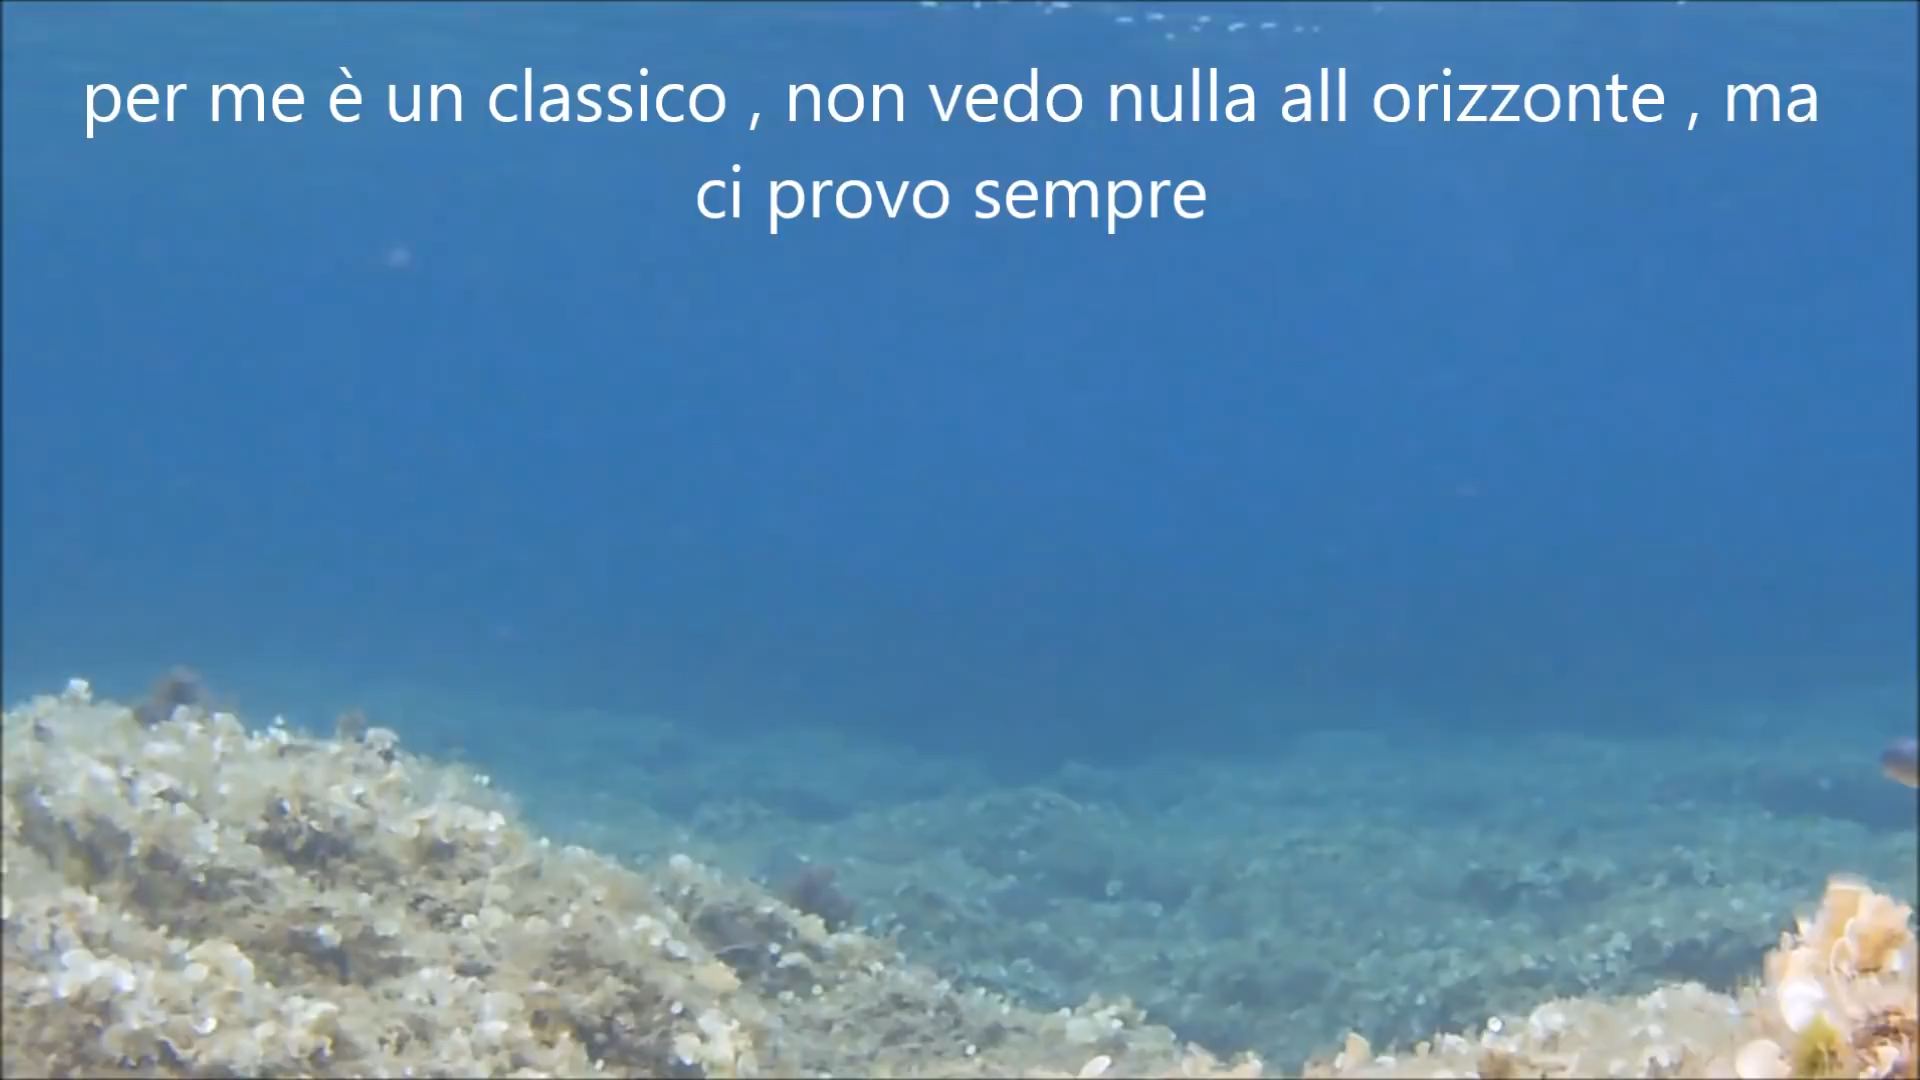 per me è un classico , non vedo nulla all orizzonte , ma
ci provo sempre